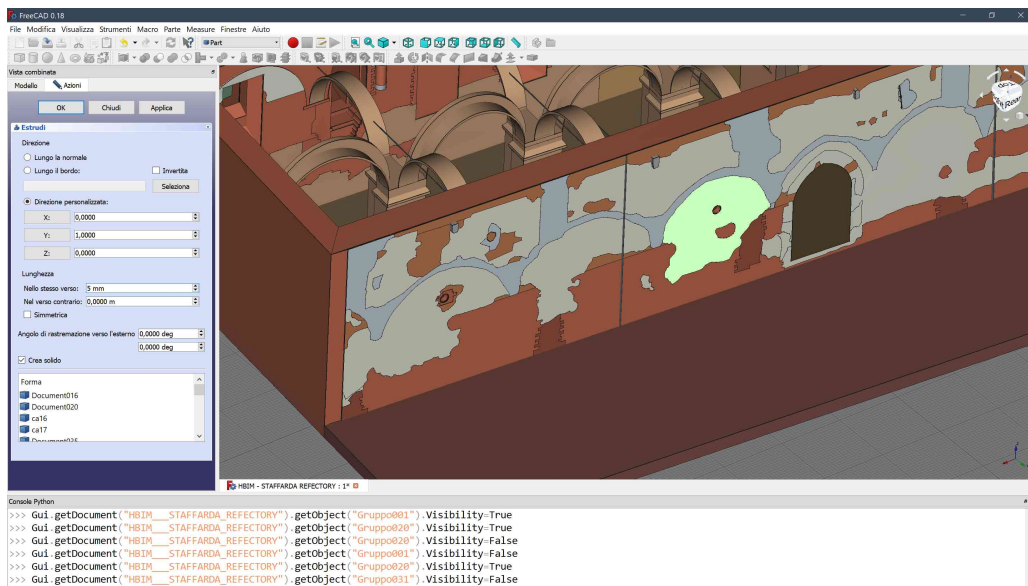 FreeCAD 0.18
File Modifica Visualizza Strumenti Macro Parte Measure Finestre Aiuto
Part
Vista combinata
Modello Azioni
OK Chiudi Applica
Estrudi
Direzione
Lungo la normale
Lungo il bordo: Invertita
Seleziona
Direzione personalizzata:
X: 0,0000
Y: 1,0000
Z: 0,0000
Lunghezza
Nello stesso verso: 5 mm
Nel verso contrario: 0,0000 m
Simmetrica
Angolo di rastremazione verso l'esterno 0,0000 deg
0,0000 deg
Crea solido
Forma
Document016
Document020
ca16
ca17
Rear
HBIM - STAFFARDA REFECTORY : 1*
Console Python
>>> Gui.getDocument("HBIM___STAFFARDA_REFECTORY").getObject("Gruppo001").Visibility=True
>>> Gui.getDocument("HBIM___STAFFARDA_REFECTORY").getObject("Gruppo020").Visibility=True
>>> Gui.getDocument("HBIM___STAFFARDA_REFECTORY").getObject("Gruppo020").Visibility=False
>>> Gui.getDocument("HBIM___STAFFARDA_REFECTORY").getObject("Gruppo001").Visibility=False
>>> Gui.getDocument("HBIM___STAFFARDA_REFECTORY").getObject("Gruppo020").Visibility=True
>>> Gui.getDocument("HBIM___STAFFARDA_REFECTORY").getObject("Gruppo031").Visibility=False